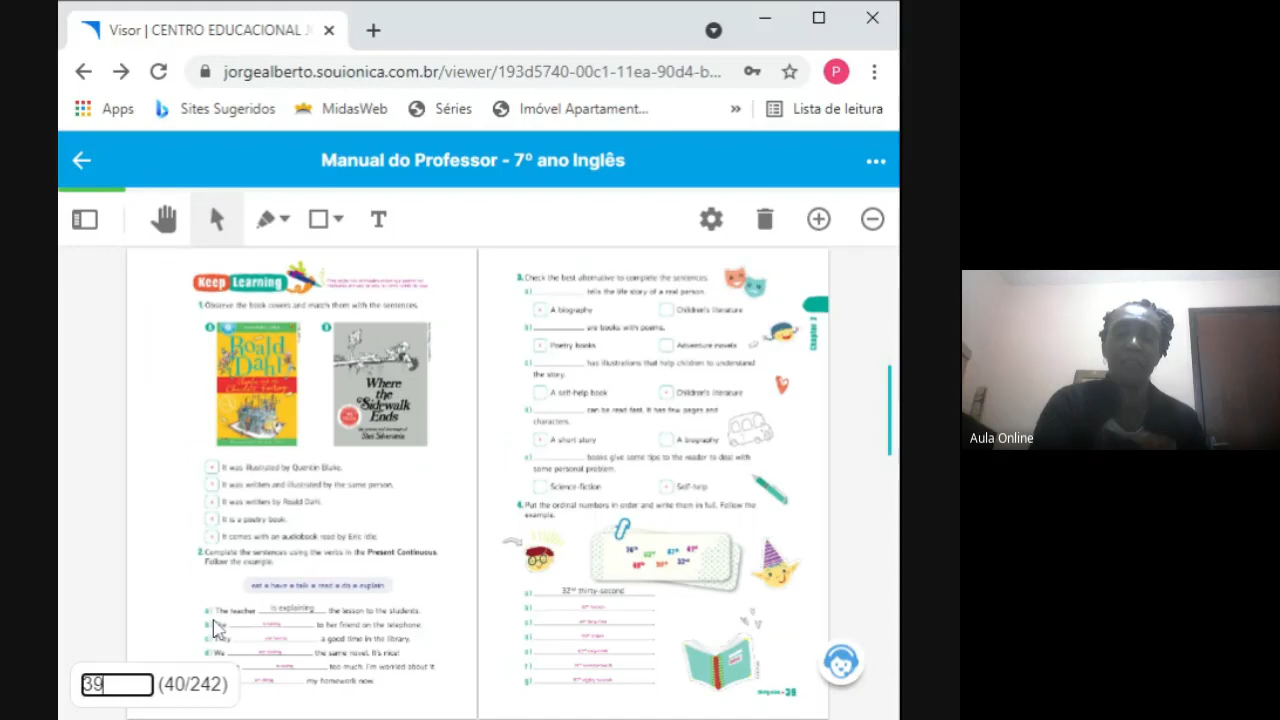 Visor | CENTRO EDUCACIONAL J
jorgealberto.souionica.com.br/viewer/193d5740-00c1-11ea-90d4-b...
P
Apps Sites Sugeridos MidasWeb Séries Imóvel Apartament... » Lista de leitura
Manual do Professor - 7º ano Inglês
Keep Learning
1. Observe the book covers and match them with the sentences.
Roald Dahl
Where the Sidewalk Ends
Shel Silverstein
It was illustrated by Quentin Blake.
It was written and illustrated by the same person.
It was written by Roald Dahl.
It is a poetry book.
It comes with an audiobook read by Eric Idle.
2. Complete the sentences using the verbs in the Present Continuous.
Follow the example.
eat • have • talk • read • do • explain
a) The teacher is explaining the lesson to the students.
to her friend on the telephone.
c) They a good time in the library.
d) We the same novel. It's nice!
too much. I'm worried about it.
my homework now.
39 (40/242)
3. Check the best alternative to complete the sentences.
a) tells the life story of a real person.
A biography Children's literature
b) are books with poems.
Poetry books Adventure novels
c) has illustrations that help children to understand
the story.
A self-help book Children's literature
d) can be read fast. It has few pages and
characters.
A short story A biography
e) books give some tips to the reader to deal with
some personal problem.
Science-fiction Self-help
4. Put the ordinal numbers in order and write them in full. Follow the
example.
a) 32nd thirty-second
b)
c)
d)
e)
f)
g)
39
Aula Online